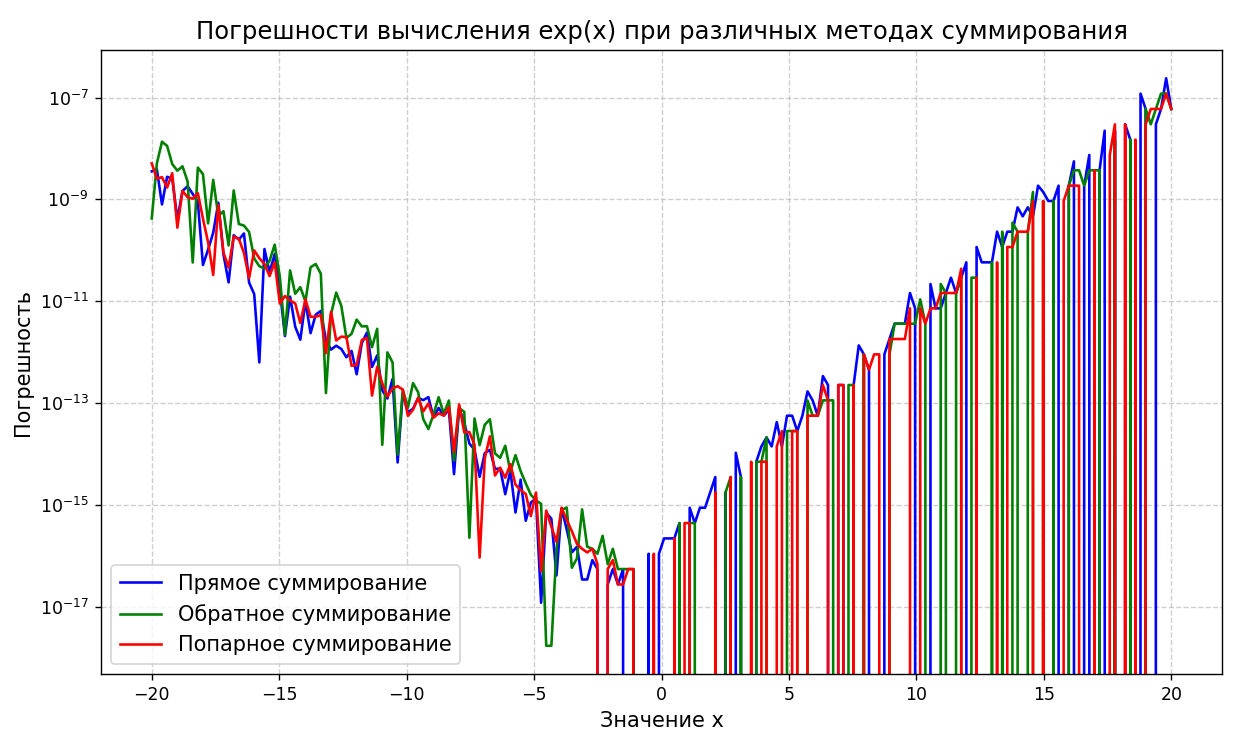 Погрешности вычисления exp(x) при различных методах суммирования
Погрешность
10⁻⁷
10⁻⁹
10⁻¹¹
10⁻¹³
10⁻¹⁵
10⁻¹⁷
Прямое суммирование
Обратное суммирование
Попарное суммирование
−20 −15 −10 −5 0 5 10 15 20
Значение x